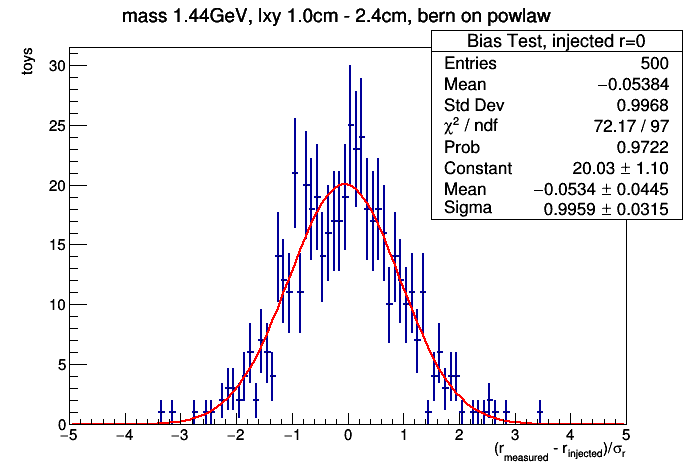 mass 1.44GeV, lxy 1.0cm - 2.4cm, bern on powlaw
toys
Bias Test, injected r=0
Entries 500
Mean −0.05384
Std Dev 0.9968
χ² / ndf 72.17 / 97
Prob 0.9722
Constant 20.03 ± 1.10
Mean −0.0534 ± 0.0445
Sigma 0.9959 ± 0.0315
30
25
20
15
10
5
0
−5 −4 −3 −2 −1 0 1 2 3 4 5
(r_measured - r_injected)/σ_r